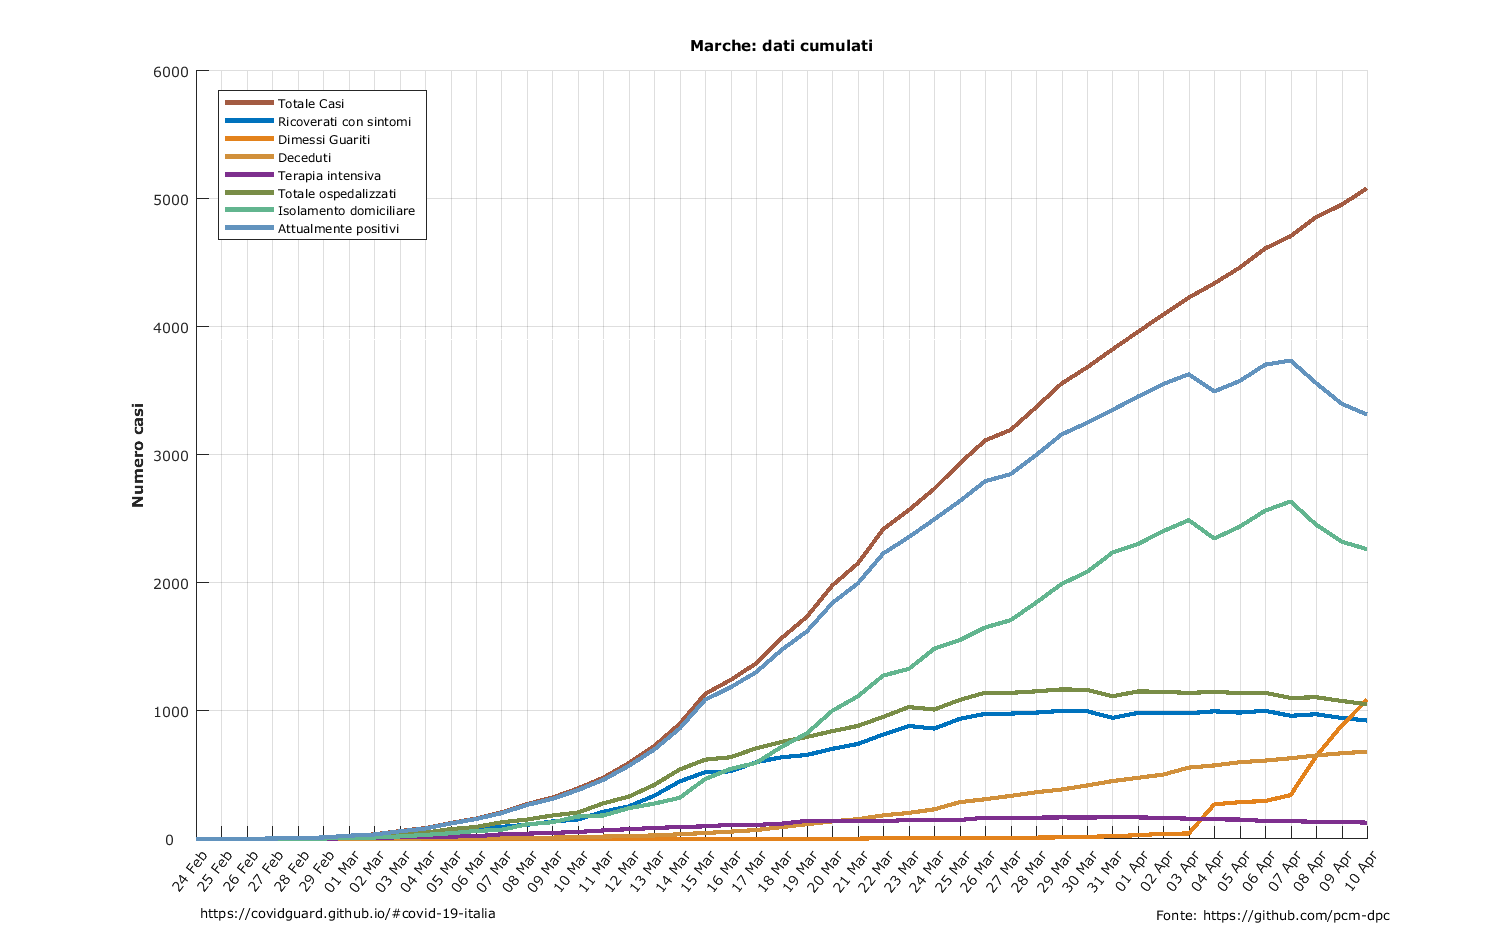 Marche: dati cumulati
6000
5000
4000
3000
2000
1000
0
Numero casi
Totale Casi
Ricoverati con sintomi
Dimessi Guariti
Deceduti
Terapia intensiva
Totale ospedalizzati
Isolamento domiciliare
Attualmente positivi
24 Feb
25 Feb
26 Feb
27 Feb
28 Feb
29 Feb
01 Mar
02 Mar
03 Mar
04 Mar
05 Mar
06 Mar
07 Mar
08 Mar
09 Mar
10 Mar
11 Mar
12 Mar
13 Mar
14 Mar
15 Mar
16 Mar
17 Mar
18 Mar
19 Mar
20 Mar
21 Mar
22 Mar
23 Mar
24 Mar
25 Mar
26 Mar
27 Mar
28 Mar
29 Mar
30 Mar
31 Mar
01 Apr
02 Apr
03 Apr
04 Apr
05 Apr
06 Apr
07 Apr
08 Apr
09 Apr
10 Apr
https://covidguard.github.io/#covid-19-italia
Fonte: https://github.com/pcm-dpc